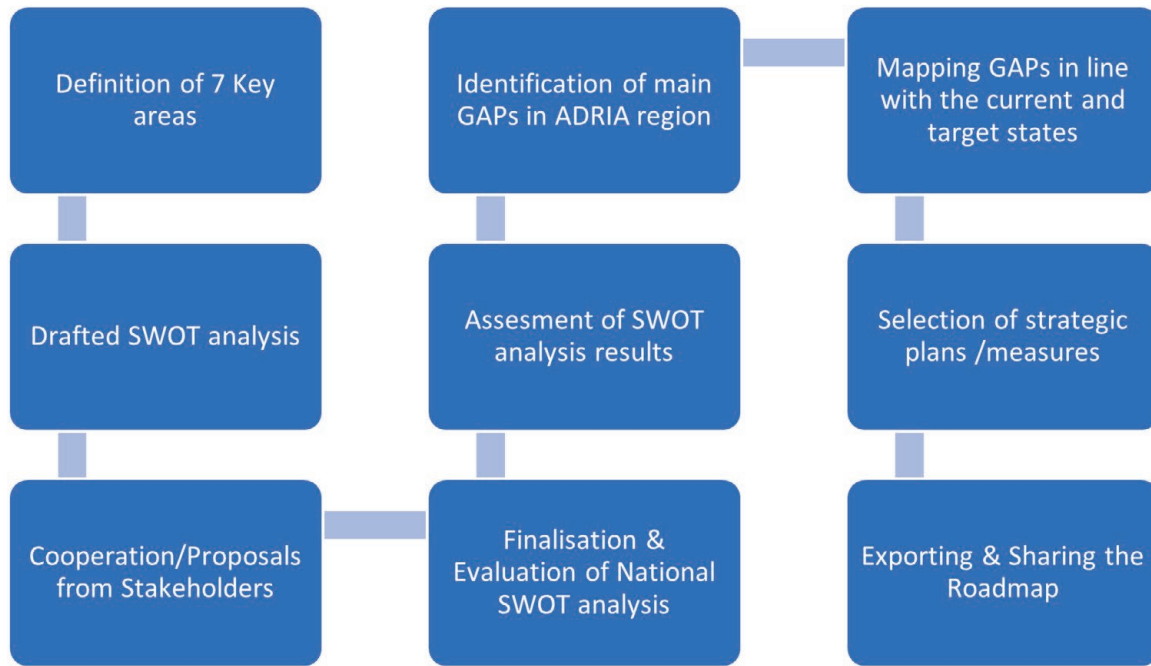 Definition of 7 Key
areas
Drafted SWOT analysis
Cooperation/Proposals
from Stakeholders
Finalisation &
Evaluation of National
SWOT analysis
Assesment of SWOT
analysis results
Identification of main
GAPs in ADRIA region
Mapping GAPs in line
with the current and
target states
Selection of strategic
plans /measures
Exporting & Sharing the
Roadmap